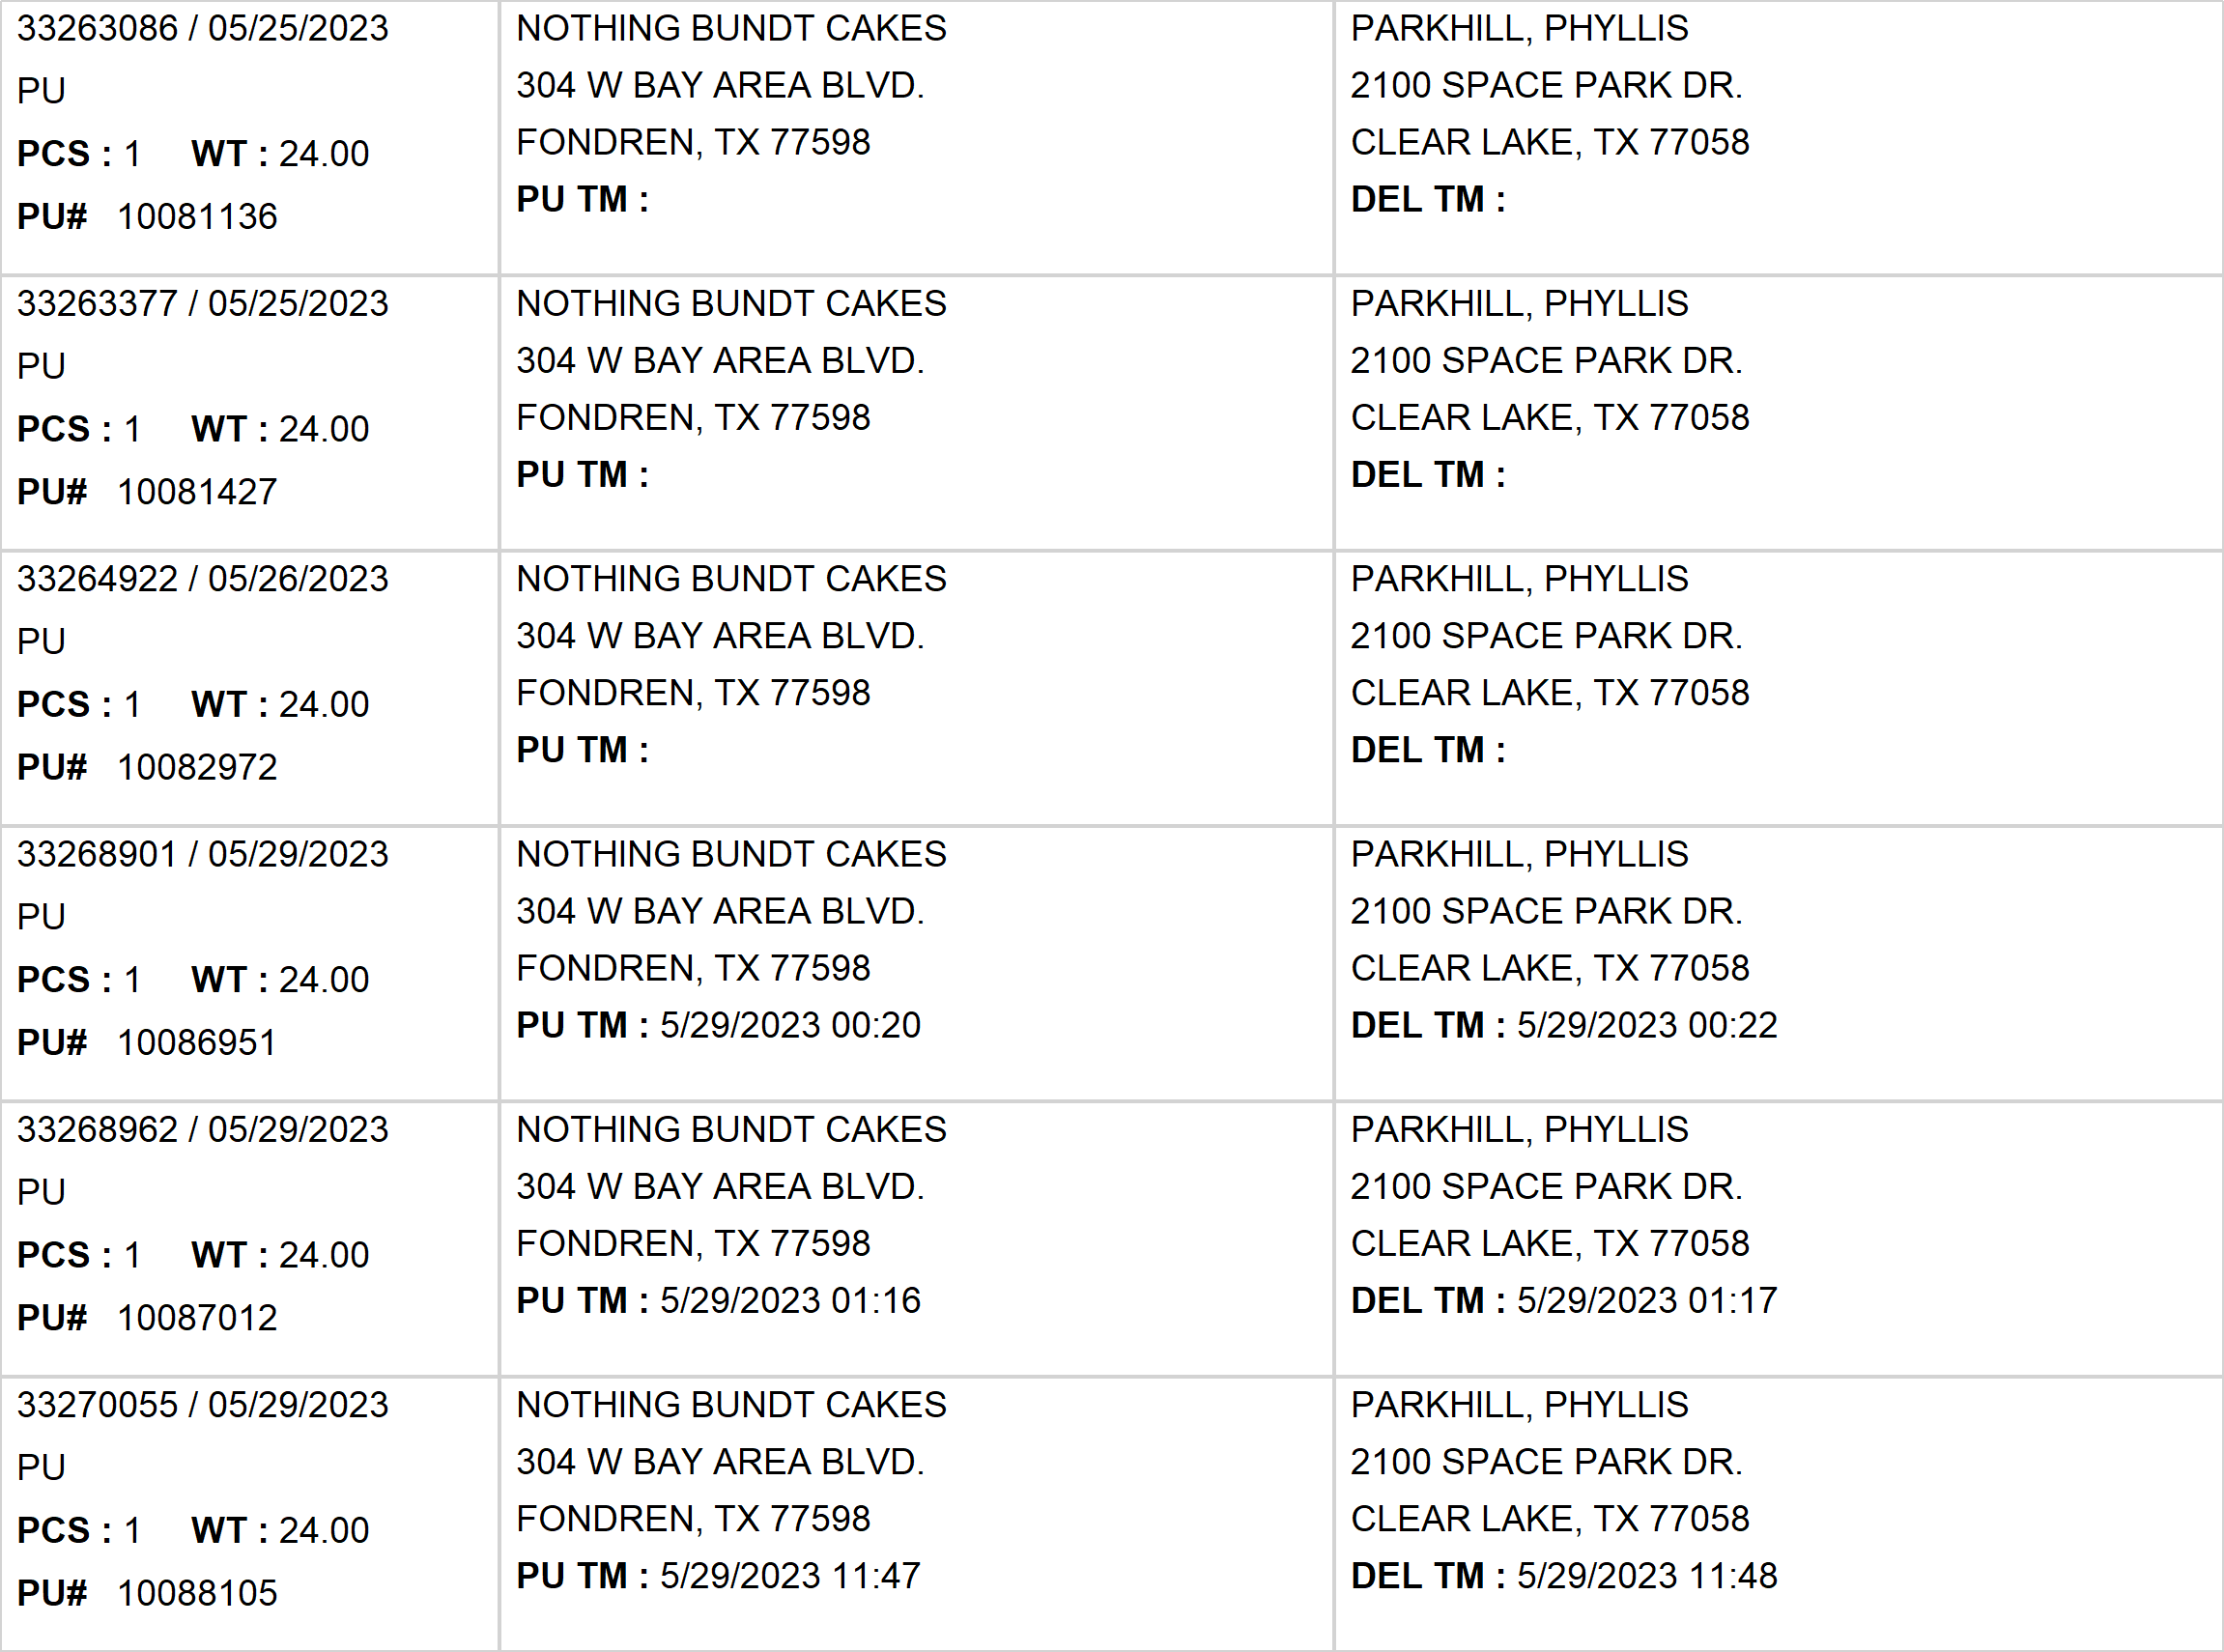 33263086 / 05/25/2023
PU
PCS : 1 WT : 24.00
PU# 10081136
NOTHING BUNDT CAKES
304 W BAY AREA BLVD.
FONDREN, TX 77598
PU TM :
PARKHILL, PHYLLIS
2100 SPACE PARK DR.
CLEAR LAKE, TX 77058
DEL TM :
33263377 / 05/25/2023
PU
PCS : 1 WT : 24.00
PU# 10081427
NOTHING BUNDT CAKES
304 W BAY AREA BLVD.
FONDREN, TX 77598
PU TM :
PARKHILL, PHYLLIS
2100 SPACE PARK DR.
CLEAR LAKE, TX 77058
DEL TM :
33264922 / 05/26/2023
PU
PCS : 1 WT : 24.00
PU# 10082972
NOTHING BUNDT CAKES
304 W BAY AREA BLVD.
FONDREN, TX 77598
PU TM :
PARKHILL, PHYLLIS
2100 SPACE PARK DR.
CLEAR LAKE, TX 77058
DEL TM :
33268901 / 05/29/2023
PU
PCS : 1 WT : 24.00
PU# 10086951
NOTHING BUNDT CAKES
304 W BAY AREA BLVD.
FONDREN, TX 77598
PU TM : 5/29/2023 00:20
PARKHILL, PHYLLIS
2100 SPACE PARK DR.
CLEAR LAKE, TX 77058
DEL TM : 5/29/2023 00:22
33268962 / 05/29/2023
PU
PCS : 1 WT : 24.00
PU# 10087012
NOTHING BUNDT CAKES
304 W BAY AREA BLVD.
FONDREN, TX 77598
PU TM : 5/29/2023 01:16
PARKHILL, PHYLLIS
2100 SPACE PARK DR.
CLEAR LAKE, TX 77058
DEL TM : 5/29/2023 01:17
33270055 / 05/29/2023
PU
PCS : 1 WT : 24.00
PU# 10088105
NOTHING BUNDT CAKES
304 W BAY AREA BLVD.
FONDREN, TX 77598
PU TM : 5/29/2023 11:47
PARKHILL, PHYLLIS
2100 SPACE PARK DR.
CLEAR LAKE, TX 77058
DEL TM : 5/29/2023 11:48